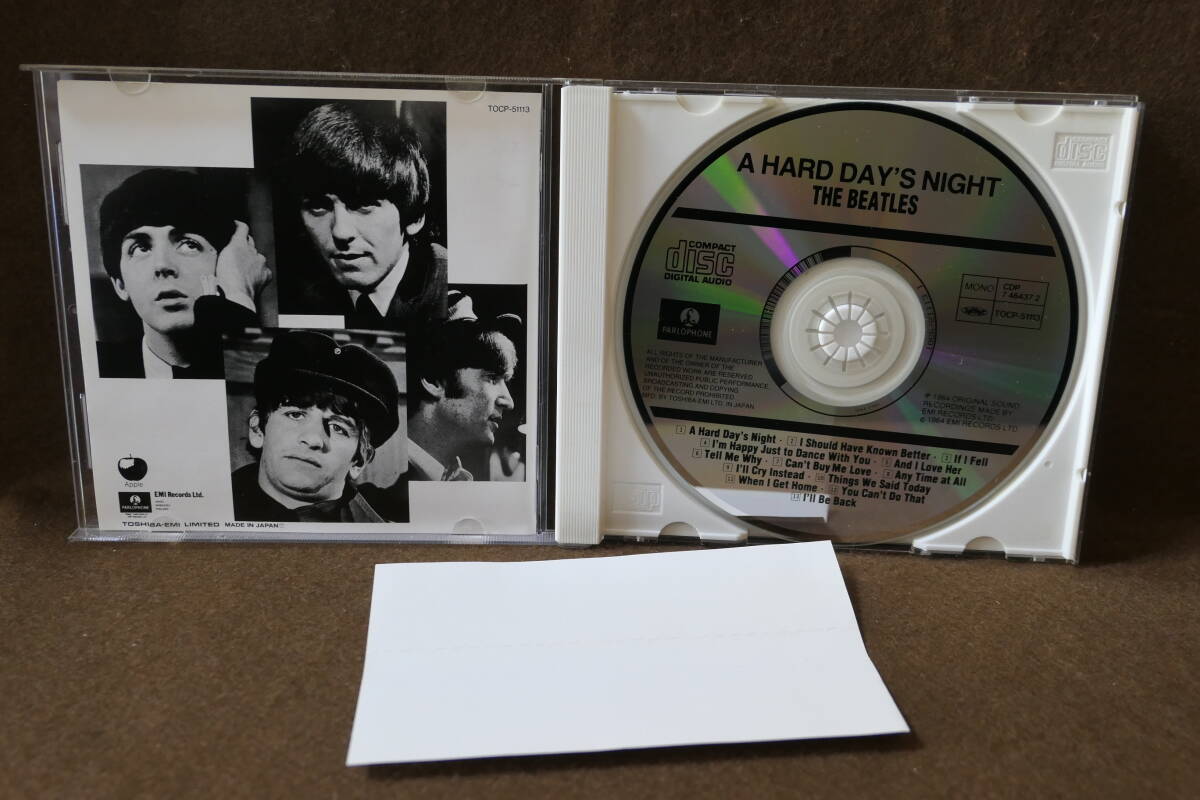 TOCP-51113
Apple
PARLOPHONE
EMI Records Ltd.
TOSHIBA-EMI LIMITED MADE IN JAPAN
disc
DIGITAL AUDIO
A HARD DAY'S NIGHT
THE BEATLES
COMPACT
disc
DIGITAL AUDIO
PARLOPHONE
MONO
CDP
7 46437 2
TOCP-51113
ALL RIGHTS OF THE MANUFACTURER
AND OF THE OWNER OF THE
RECORDED WORK ARE RESERVED
UNAUTHORIZED PUBLIC PERFORMANCE
BROADCASTING AND COPYING
OF THE RECORD PROHIBITED.
MFD. BY TOSHIBA-EMI LTD. IN JAPAN
℗ 1964 ORIGINAL SOUND
RECORDINGS MADE BY
EMI RECORDS LTD.
© 1964 EMI RECORDS LTD.
1 A Hard Day's Night · 2 I Should Have Known Better · 3 If I Fell
4 I'm Happy Just to Dance With You · 5 And I Love Her
6 Tell Me Why · 7 Can't Buy Me Love · 8 Any Time at All
9 I'll Cry Instead · 10 Things We Said Today
11 When I Get Home · 12 You Can't Do That
13 I'll Be Back